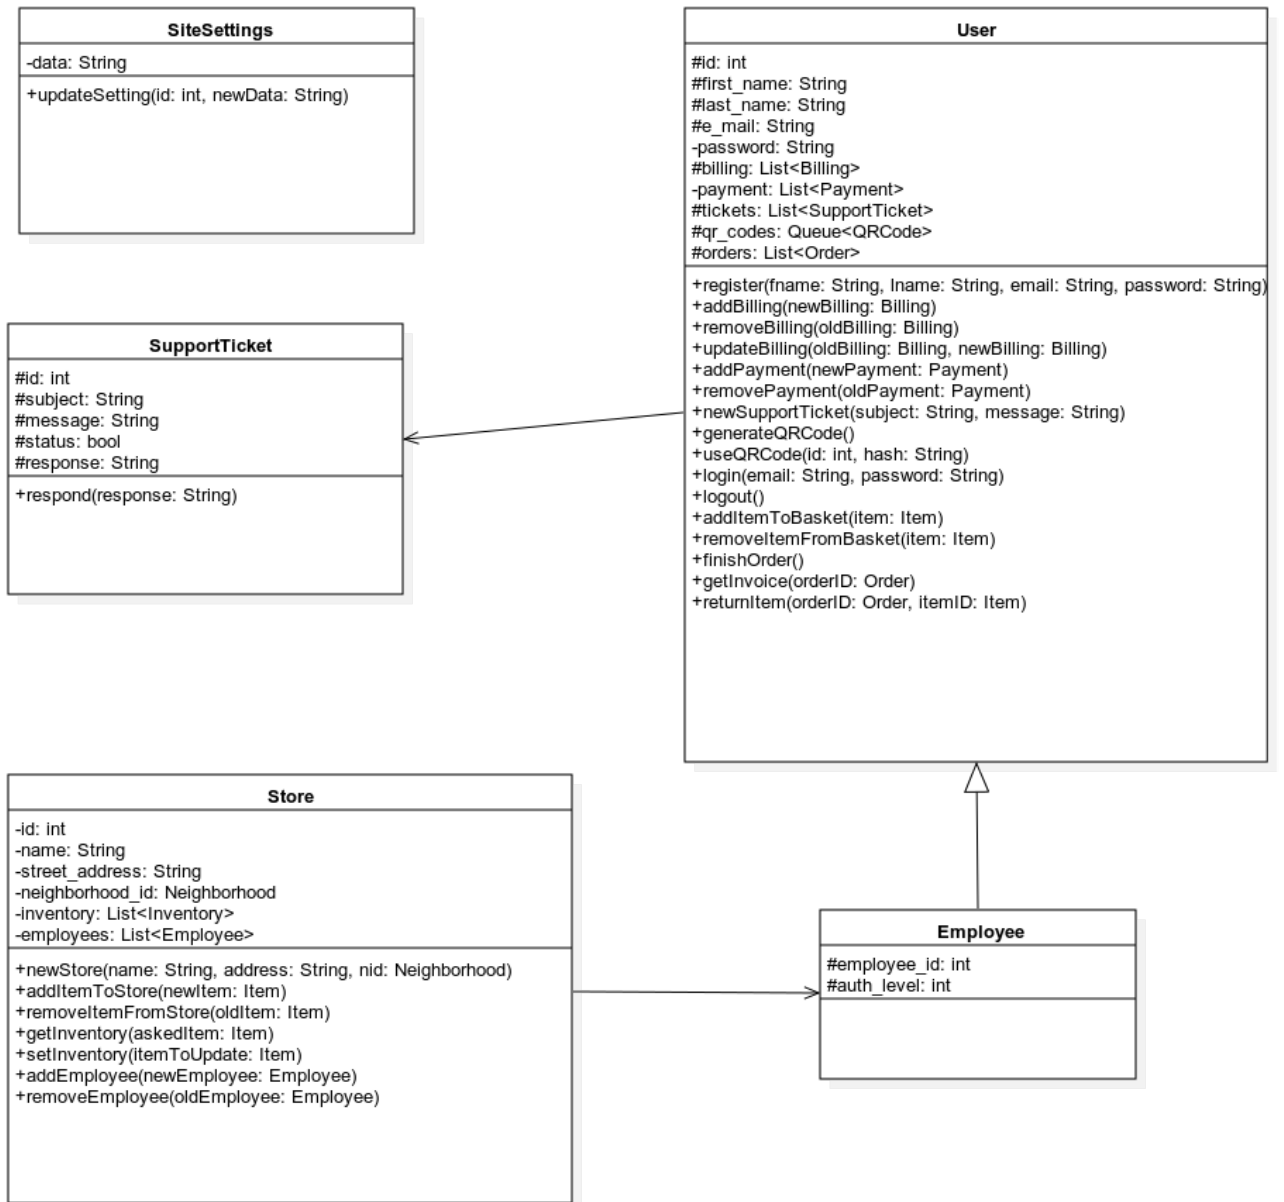 SiteSettings
-data: String
+updateSetting(id: int, newData: String)
User
#id: int
#first_name: String
#last_name: String
#e_mail: String
-password: String
#billing: List<Billing>
-payment: List<Payment>
#tickets: List<SupportTicket>
#qr_codes: Queue<QRCode>
#orders: List<Order>
+register(fname: String, lname: String, email: String, password: String)
+addBilling(newBilling: Billing)
+removeBilling(oldBilling: Billing)
+updateBilling(oldBilling: Billing, newBilling: Billing)
+addPayment(newPayment: Payment)
+removePayment(oldPayment: Payment)
+newSupportTicket(subject: String, message: String)
+generateQRCode()
+useQRCode(id: int, hash: String)
+login(email: String, password: String)
+logout()
+addItemToBasket(item: Item)
+removeItemFromBasket(item: Item)
+finishOrder()
+getInvoice(orderID: Order)
+returnItem(orderID: Order, itemID: Item)
SupportTicket
#id: int
#subject: String
#message: String
#status: bool
#response: String
+respond(response: String)
Store
-id: int
-name: String
-street_address: String
-neighborhood_id: Neighborhood
-inventory: List<Inventory>
-employees: List<Employee>
+newStore(name: String, address: String, nid: Neighborhood)
+addItemToStore(newItem: Item)
+removeItemFromStore(oldItem: Item)
+getInventory(askedItem: Item)
+setInventory(itemToUpdate: Item)
+addEmployee(newEmployee: Employee)
+removeEmployee(oldEmployee: Employee)
Employee
#employee_id: int
#auth_level: int